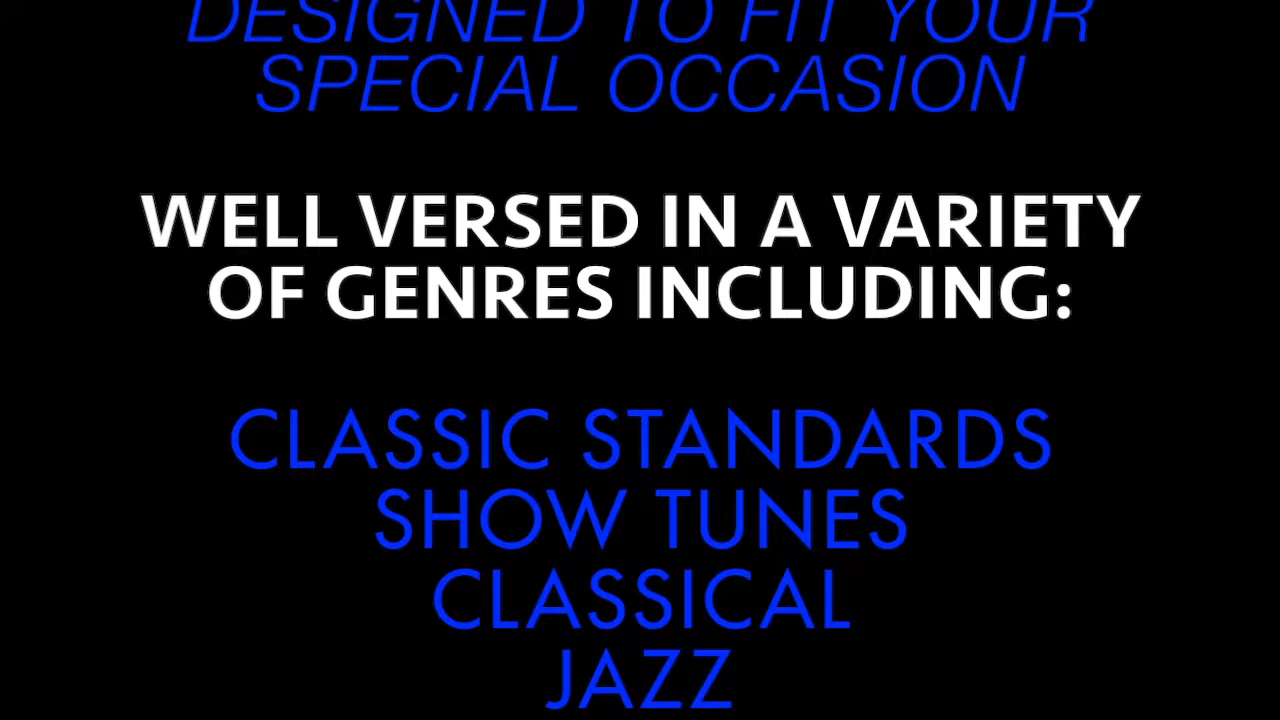 DESIGNED TO FIT YOUR
SPECIAL OCCASION
WELL VERSED IN A VARIETY
OF GENRES INCLUDING:
CLASSIC STANDARDS
SHOW TUNES
CLASSICAL
JAZZ